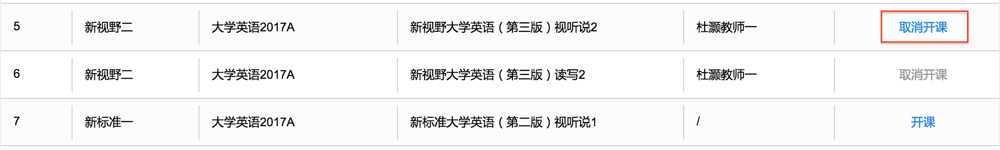 5 新视野二 大学英语2017A 新视野大学英语（第三版）视听说2 杜灏教师一 取消开课
6 新视野二 大学英语2017A 新视野大学英语（第三版）读写2 杜灏教师一 取消开课
7 新标准一 大学英语2017A 新标准大学英语（第二版）视听说1 / 开课